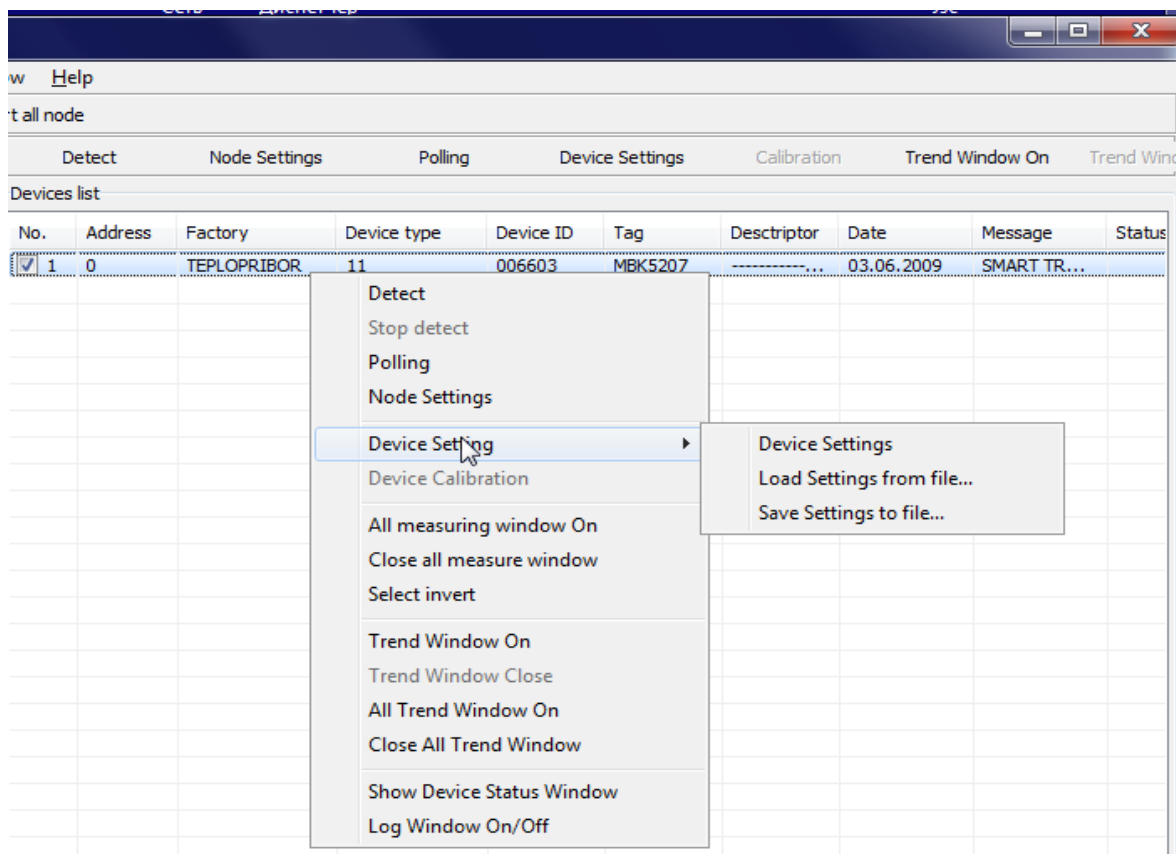 ow Help
rt all node
Detect Node Settings Polling Device Settings Calibration Trend Window On Trend Wind
Devices list
No. Address Factory Device type Device ID Tag Desctriptor Date Message Status
1 0 TEPLOPRIBOR 11 006603 MBK5207 -----------... 03.06.2009 SMART TR...
Detect
Stop detect
Polling
Node Settings
Device Setting
Device Calibration
All measuring window On
Close all measure window
Select invert
Trend Window On
Trend Window Close
All Trend Window On
Close All Trend Window
Show Device Status Window
Log Window On/Off
Device Settings
Load Settings from file...
Save Settings to file...